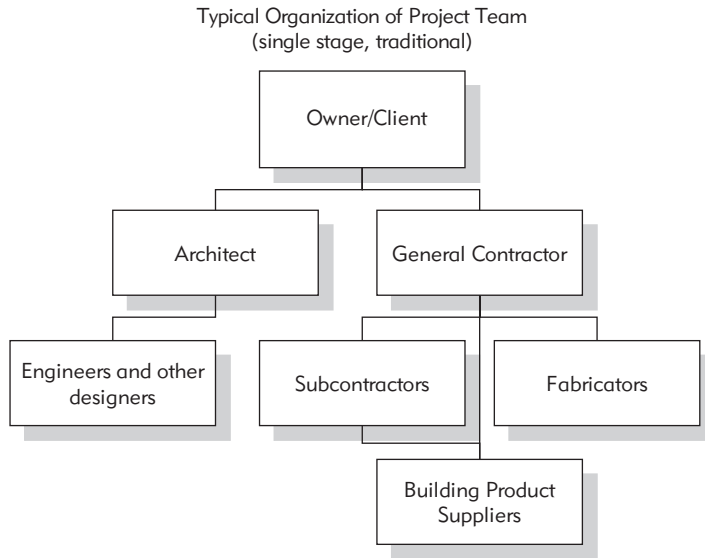 Typical Organization of Project Team
(single stage, traditional)
Owner/Client
Architect
General Contractor
Engineers and other
designers
Subcontractors
Fabricators
Building Product
Suppliers